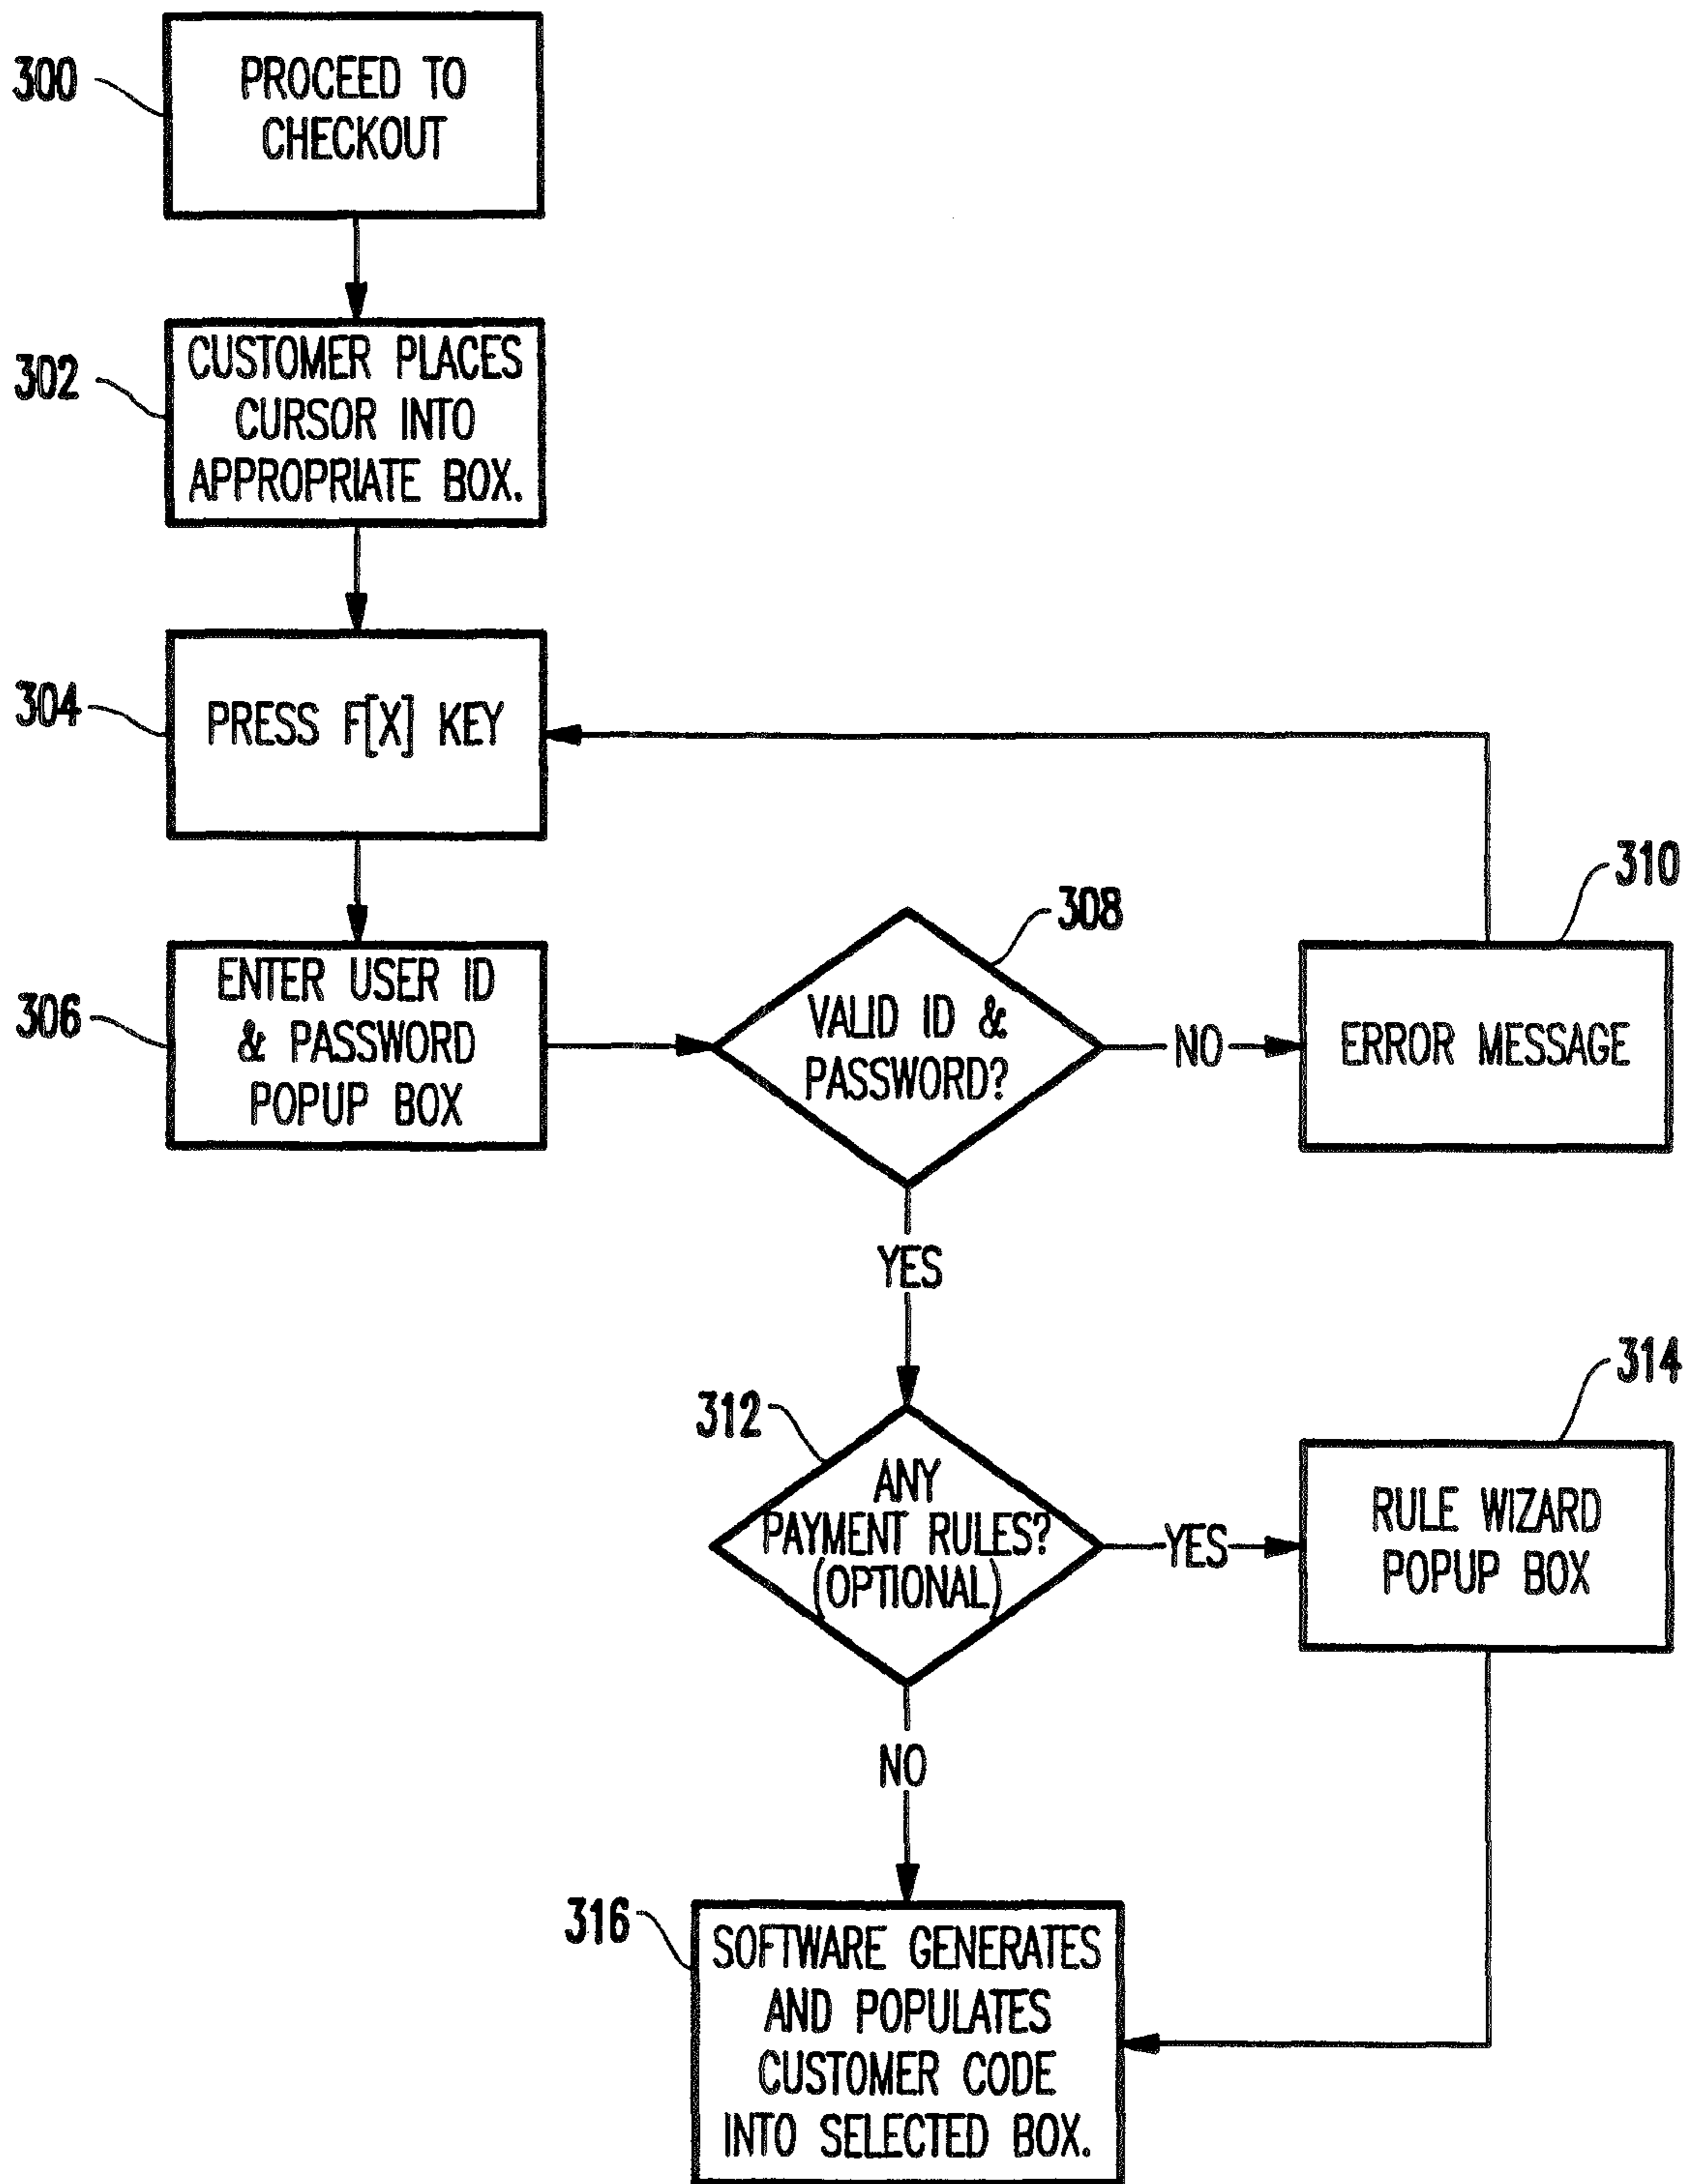 300
PROCEED TO
CHECKOUT
302
CUSTOMER PLACES
CURSOR INTO
APPROPRIATE BOX.
304
PRESS F[X] KEY
306
ENTER USER ID
& PASSWORD
POPUP BOX
308
VALID ID &
PASSWORD?
NO
310
ERROR MESSAGE
YES
312
ANY
PAYMENT RULES?
(OPTIONAL)
YES
314
RULE WIZARD
POPUP BOX
NO
316
SOFTWARE GENERATES
AND POPULATES
CUSTOMER CODE
INTO SELECTED BOX.